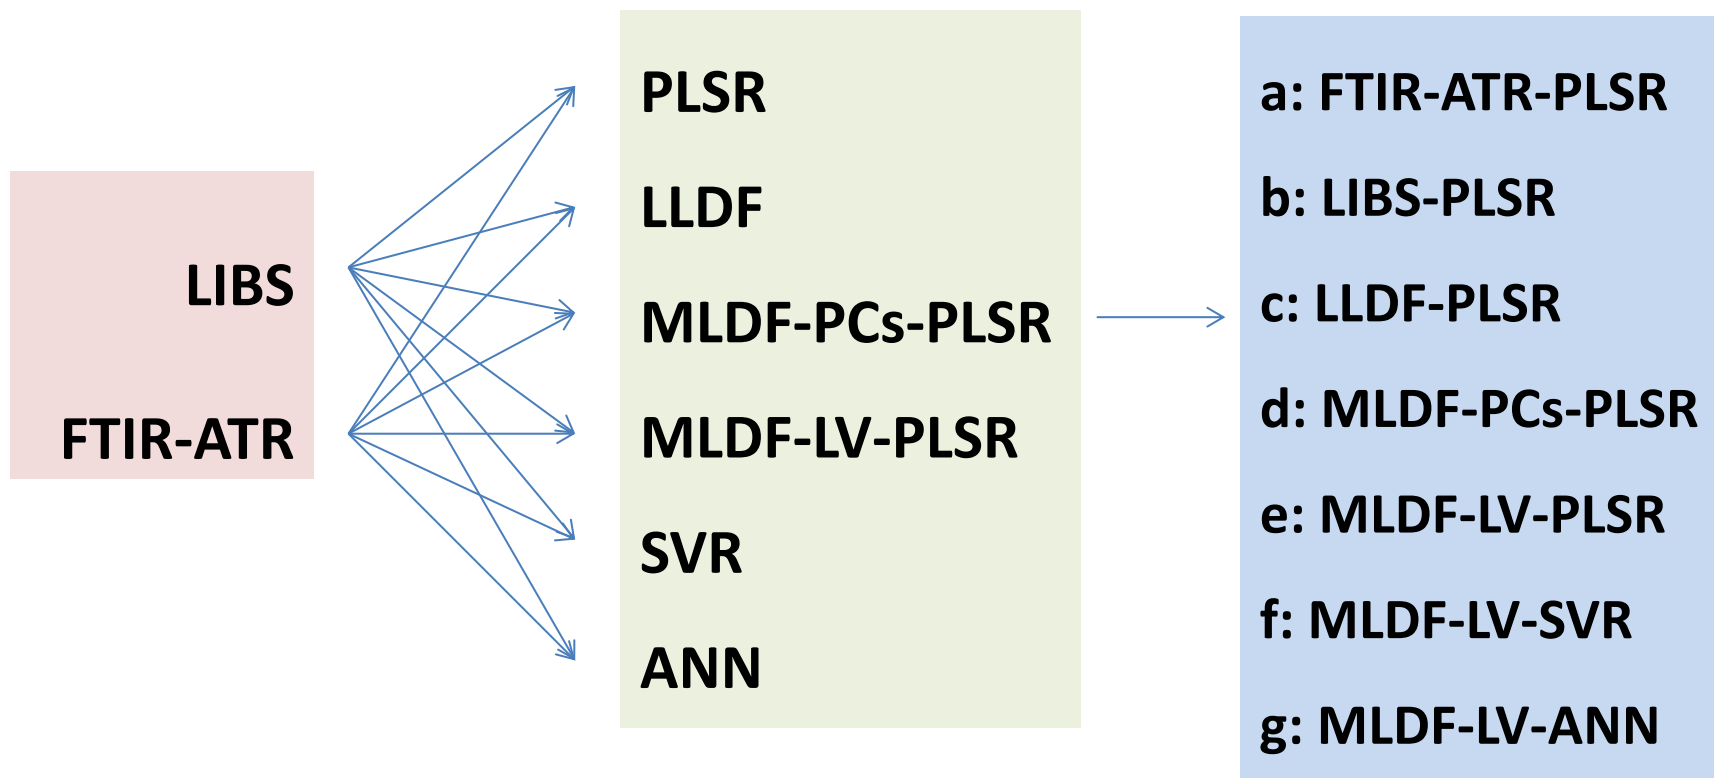 LIBS
FTIR-ATR
PLSR
LLDF
MLDF-PCs-PLSR
MLDF-LV-PLSR
SVR
ANN
a: FTIR-ATR-PLSR
b: LIBS-PLSR
c: LLDF-PLSR
d: MLDF-PCs-PLSR
e: MLDF-LV-PLSR
f: MLDF-LV-SVR
g: MLDF-LV-ANN